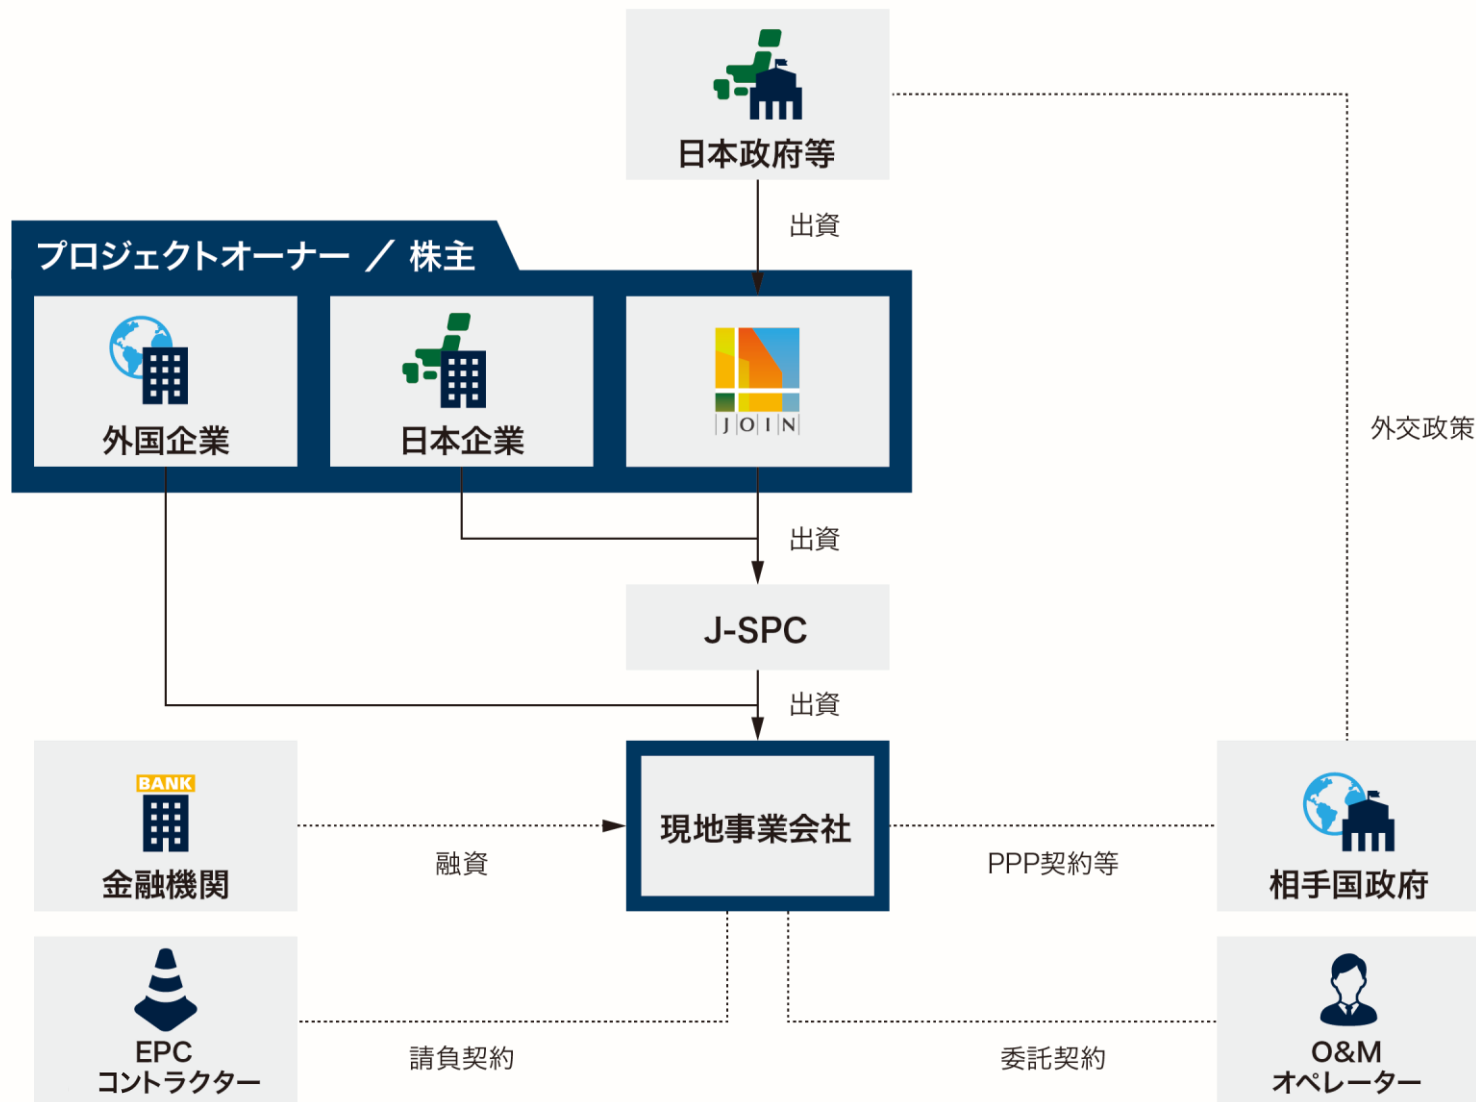 日本政府等
出資
プロジェクトオーナー ／ 株主
外国企業
日本企業
JOIN
外交政策
出資
J-SPC
出資
BANK
金融機関
融資
現地事業会社
PPP契約等
相手国政府
EPC
コントラクター
請負契約
委託契約
O&M
オペレーター